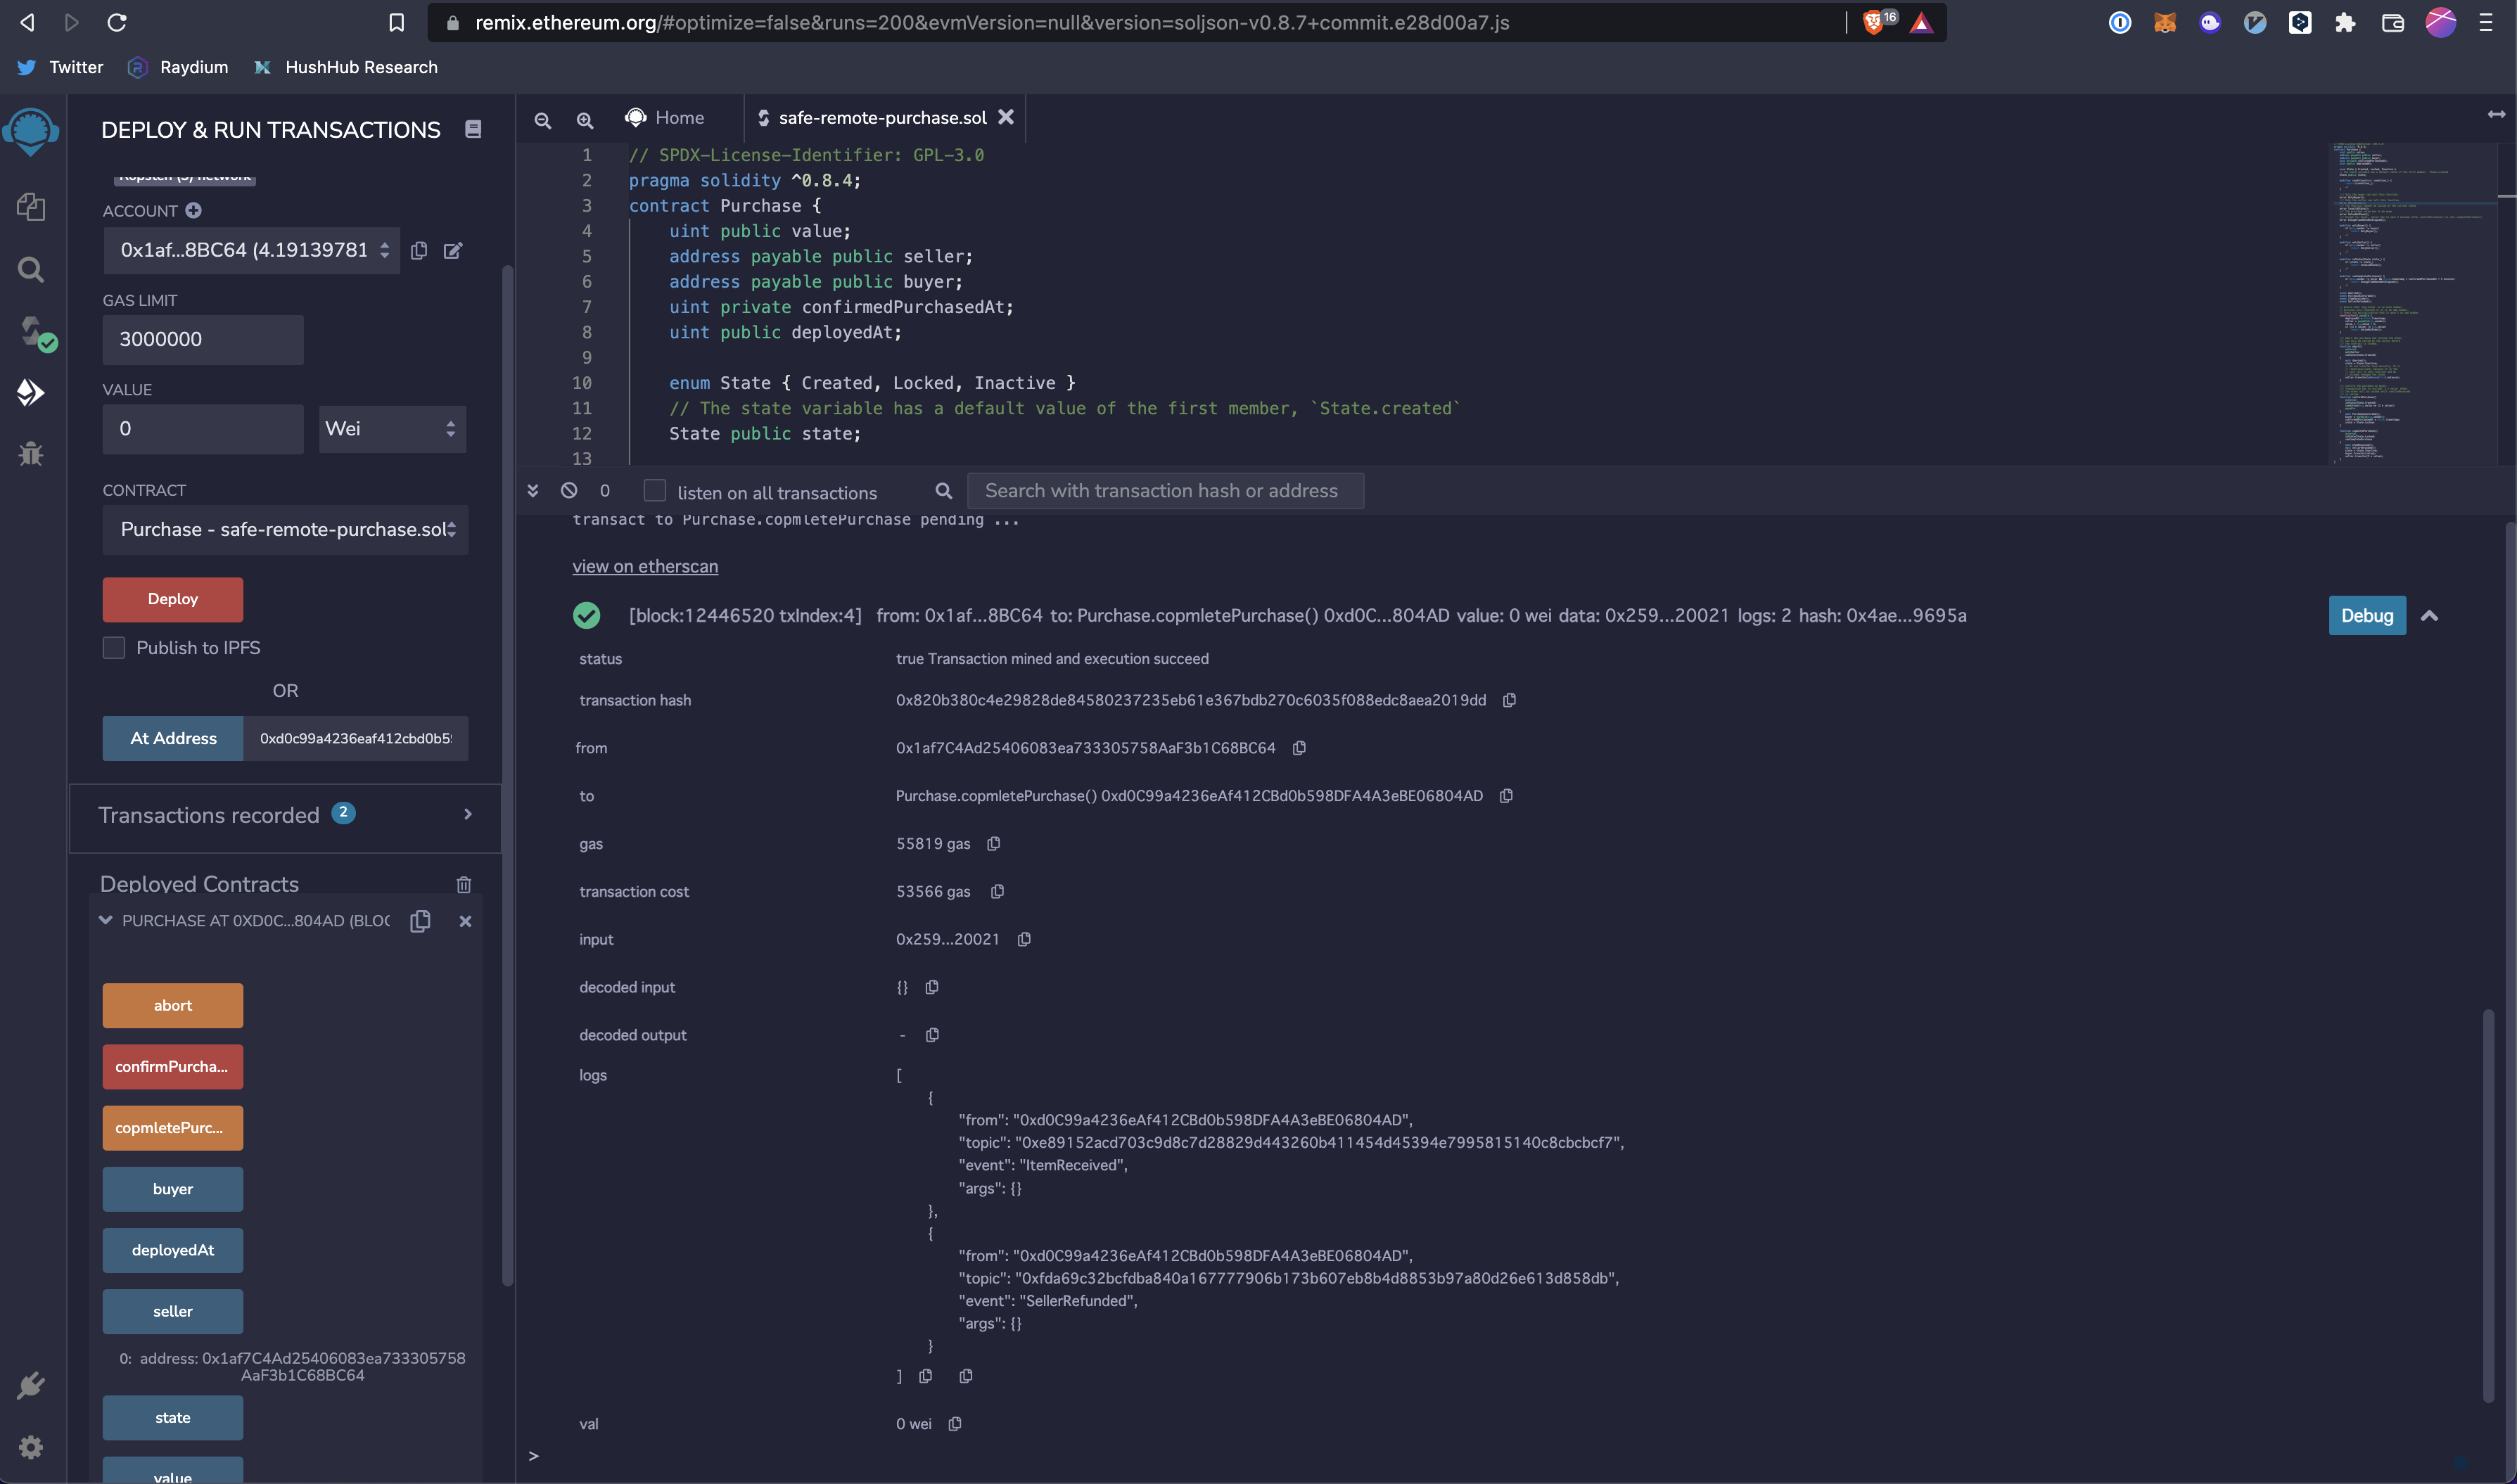 remix.ethereum.org/#optimize=false&runs=200&evmVersion=null&version=soljson-v0.8.7+commit.e28d00a7.js
16
Twitter
Raydium
HushHub Research
DEPLOY & RUN TRANSACTIONS
Ropsten (3) network
ACCOUNT
0x1af...8BC64 (4.19139781
GAS LIMIT
3000000
VALUE
0
Wei
CONTRACT
Purchase - safe-remote-purchase.sol
Deploy
Publish to IPFS
OR
At Address
0xd0c99a4236eaf412cbd0b5
Transactions recorded 2
Deployed Contracts
PURCHASE AT 0XD0C...804AD (BLOC
abort
confirmPurcha...
copmletePurc...
buyer
deployedAt
seller
0: address: 0x1af7C4Ad25406083ea733305758
AaF3b1C68BC64
state
value
Home
safe-remote-purchase.sol
1 // SPDX-License-Identifier: GPL-3.0
2 pragma solidity ^0.8.4;
3 contract Purchase {
4 uint public value;
5 address payable public seller;
6 address payable public buyer;
7 uint private confirmedPurchasedAt;
8 uint public deployedAt;
9
10 enum State { Created, Locked, Inactive }
11 // The state variable has a default value of the first member, `State.created`
12 State public state;
13
0
listen on all transactions
Search with transaction hash or address
transact to Purchase.copmletePurchase pending ...
view on etherscan
[block:12446520 txIndex:4] from: 0x1af...8BC64 to: Purchase.copmletePurchase() 0xd0C...804AD value: 0 wei data: 0x259...20021 logs: 2 hash: 0x4ae...9695a
Debug
status true Transaction mined and execution succeed
transaction hash 0x820b380c4e29828de84580237235eb61e367bdb270c6035f088edc8aea2019dd
from 0x1af7C4Ad25406083ea733305758AaF3b1C68BC64
to Purchase.copmletePurchase() 0xd0C99a4236eAf412CBd0b598DFA4A3eBE06804AD
gas 55819 gas
transaction cost 53566 gas
input 0x259...20021
decoded input {}
decoded output -
logs [
{
"from": "0xd0C99a4236eAf412CBd0b598DFA4A3eBE06804AD",
"topic": "0xe89152acd703c9d8c7d28829d443260b411454d45394e7995815140c8cbcbcf7",
"event": "ItemReceived",
"args": {}
},
{
"from": "0xd0C99a4236eAf412CBd0b598DFA4A3eBE06804AD",
"topic": "0xfda69c32bcfdba840a167777906b173b607eb8b4d8853b97a80d26e613d858db",
"event": "SellerRefunded",
"args": {}
}
]
val 0 wei
>